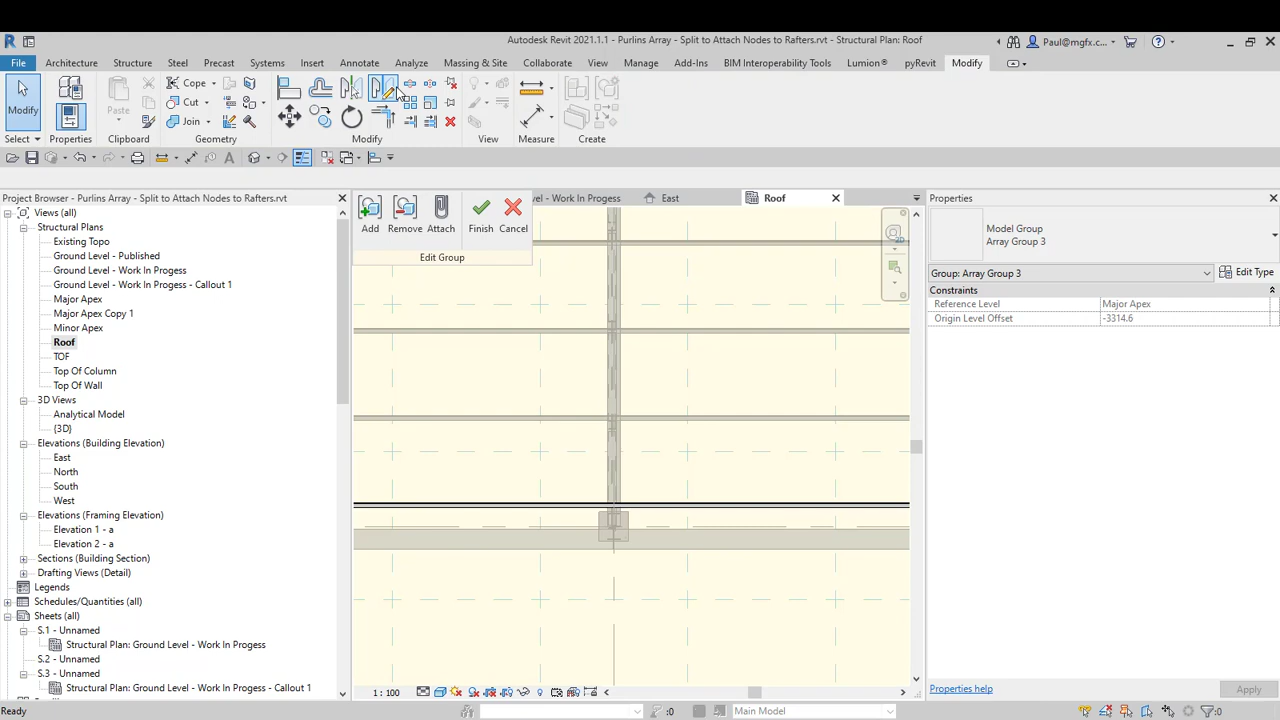 Autodesk Revit 2021.1.1 - Purlins Array - Split to Attach Nodes to Rafters.rvt - Structural Plan: Roof
Paul@mgfx.c...
File Architecture Structure Steel Precast Systems Insert Annotate Analyze Massing & Site Collaborate View Manage Add-Ins BIM Interoperability Tools Lumion® pyRevit Modify
Modify
Paste
Cope
Cut
Join
Select Properties Clipboard Geometry Modify View Measure Create
Project Browser - Purlins Array - Split to Attach Nodes to Rafters.rvt
Views (all)
Structural Plans
Existing Topo
Ground Level - Published
Ground Level - Work In Progess
Ground Level - Work In Progess - Callout 1
Major Apex
Major Apex Copy 1
Minor Apex
Roof
TOF
Top Of Column
Top Of Wall
3D Views
Analytical Model
{3D}
Elevations (Building Elevation)
East
North
South
West
Elevations (Framing Elevation)
Elevation 1 - a
Elevation 2 - a
Sections (Building Section)
Drafting Views (Detail)
Legends
Schedules/Quantities (all)
Sheets (all)
S.1 - Unnamed
Structural Plan: Ground Level - Work In Progess
S.2 - Unnamed
S.3 - Unnamed
Structural Plan: Ground Level - Work In Progess - Callout 1
vel - Work In Progess
East
Roof
Add Remove Attach Finish Cancel
Edit Group
2D
1 : 100
Properties
Model Group
Array Group 3
Group: Array Group 3
Edit Type
Constraints
Reference Level Major Apex
Origin Level Offset -3314.6
Properties help
Apply
Ready
:0
Main Model
:0